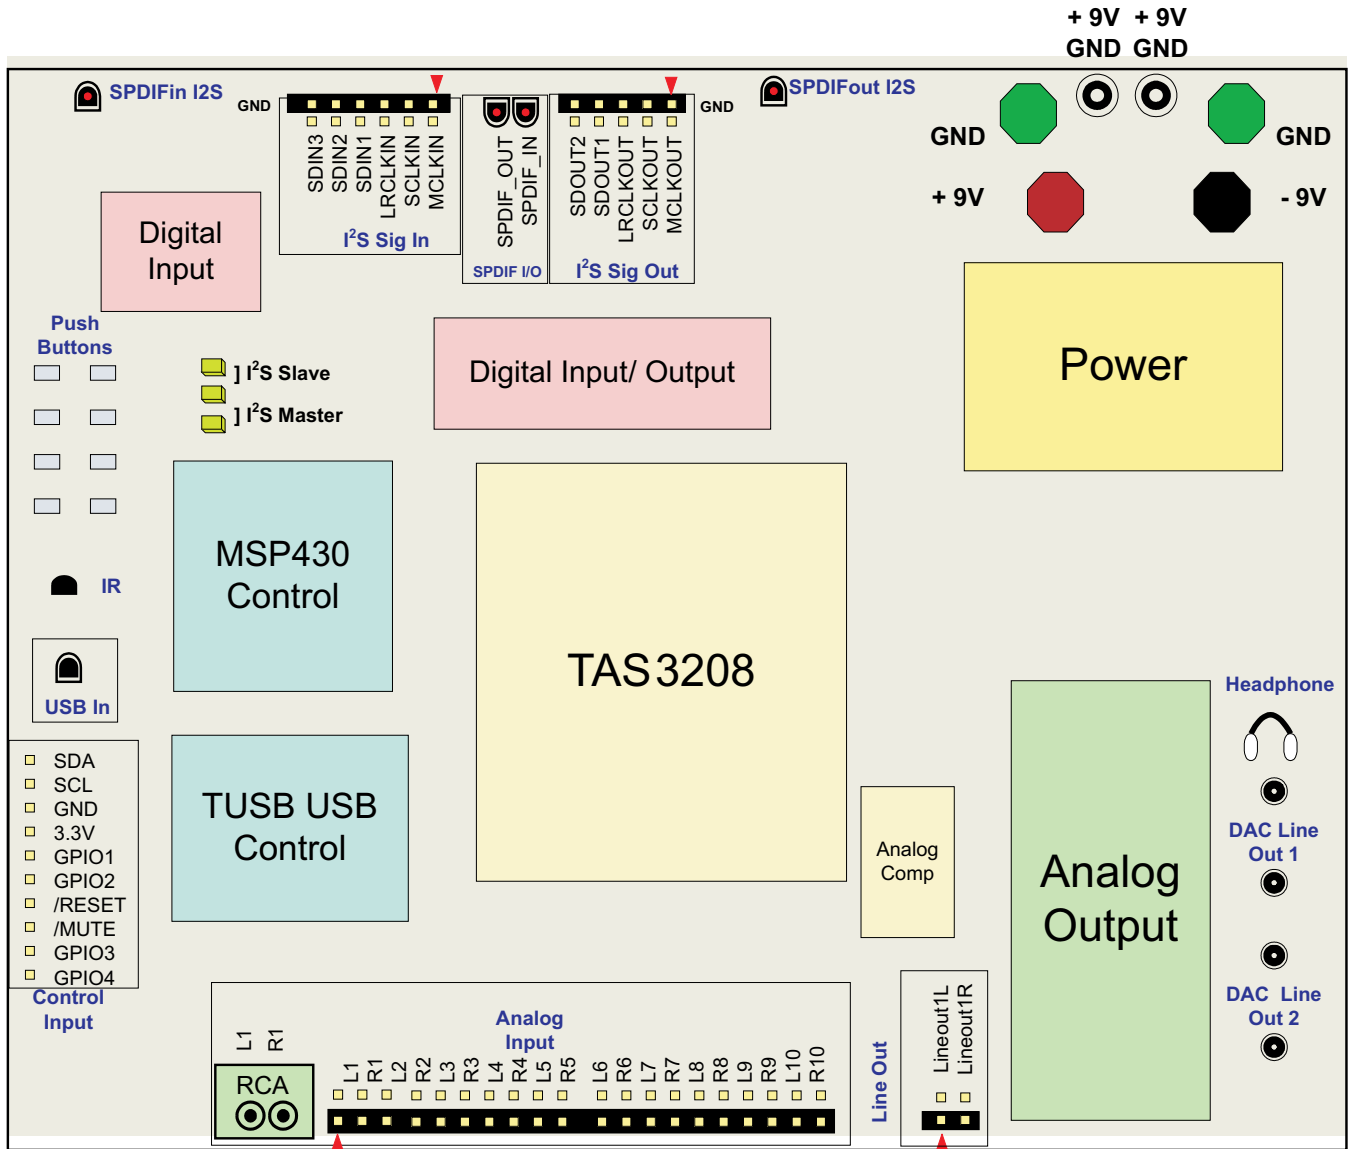 + 9V + 9V
GND GND
SPDIFin I2S
GND
GND
SPDIFout I2S
GND
GND
+ 9V
- 9V
SDIN3
SDIN2
SDIN1
LRCLKIN
SCLKIN
MCLKIN
I²S Sig In
SPDIF_OUT
SPDIF_IN
SPDIF I/O
SDOUT2
SDOUT1
LRCLKOUT
SCLKOUT
MCLKOUT
I²S Sig Out
Digital
Input
Push
Buttons
] I²S Slave
] I²S Master
Digital Input/ Output
Power
MSP430
Control
IR
USB In
TAS3208
SDA
SCL
GND
3.3V
GPIO1
GPIO2
/RESET
/MUTE
GPIO3
GPIO4
Control
Input
TUSB USB
Control
Analog
Comp
Analog
Output
Headphone
DAC Line
Out 1
DAC Line
Out 2
L1
R1
RCA
Analog
Input
L1
R1
L2
R2
L3
R3
L4
R4
L5
R5
L6
R6
L7
R7
L8
R8
L9
R9
L10
R10
Line Out
Lineout1L
Lineout1R